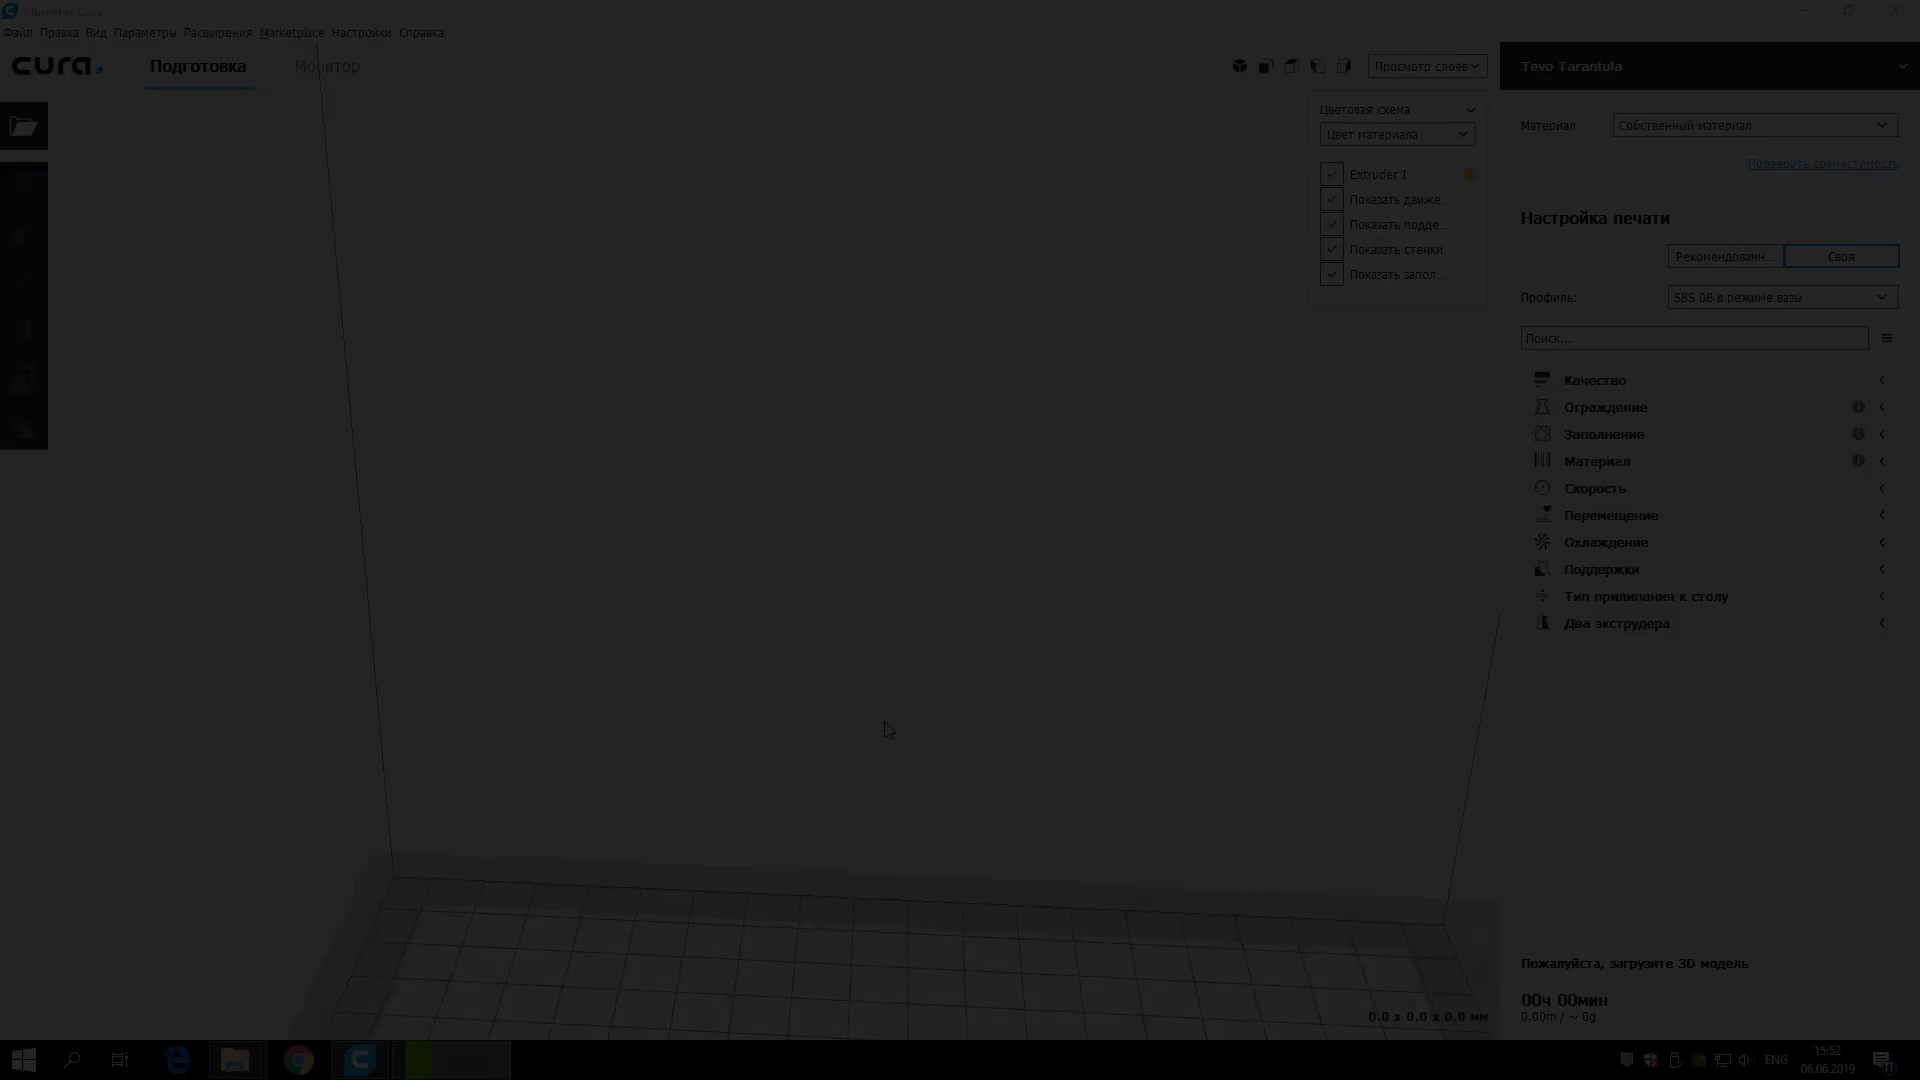 Ultimaker Cura
Файл Правка Вид Параметры Расширения Marketplace Настройки Справка
cura. Подготовка Монитор
Просмотр слоёв
Tevo Tarantula
Цветовая схема
Цвет материала
Extruder 1
Показать движе...
Показать подде...
Показать стенки
Показать запол...
Материал Собственный материал
Проверить совместимость
Настройка печати
Рекомендованн... Своя
Профиль: SBS 08 в режиме вазы
Поиск...
Качество
Ограждение
Заполнение
Материал
Скорость
Перемещение
Охлаждение
Поддержки
Тип прилипания к столу
Два экструдера
Пожалуйста, загрузите 3D модель
00ч 00мин
0.00m / ~ 0g
0.0 x 0.0 x 0.0 мм
ENG
15:52
06.06.2019